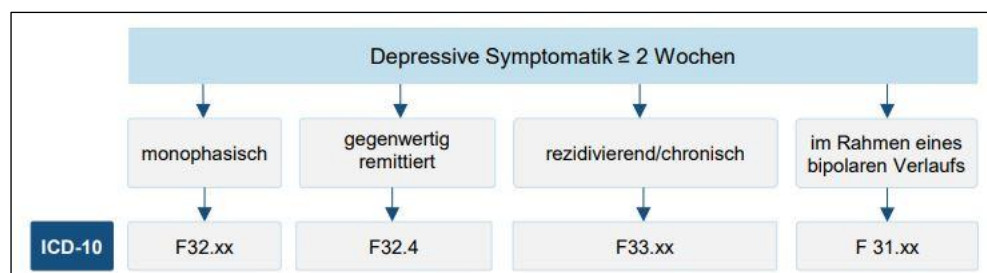 Depressive Symptomatik ≥ 2 Wochen
monophasisch
gegenwertig
remittiert
rezidivierend/chronisch
im Rahmen eines
bipolaren Verlaufs
ICD-10
F32.xx
F32.4
F33.xx
F 31.xx